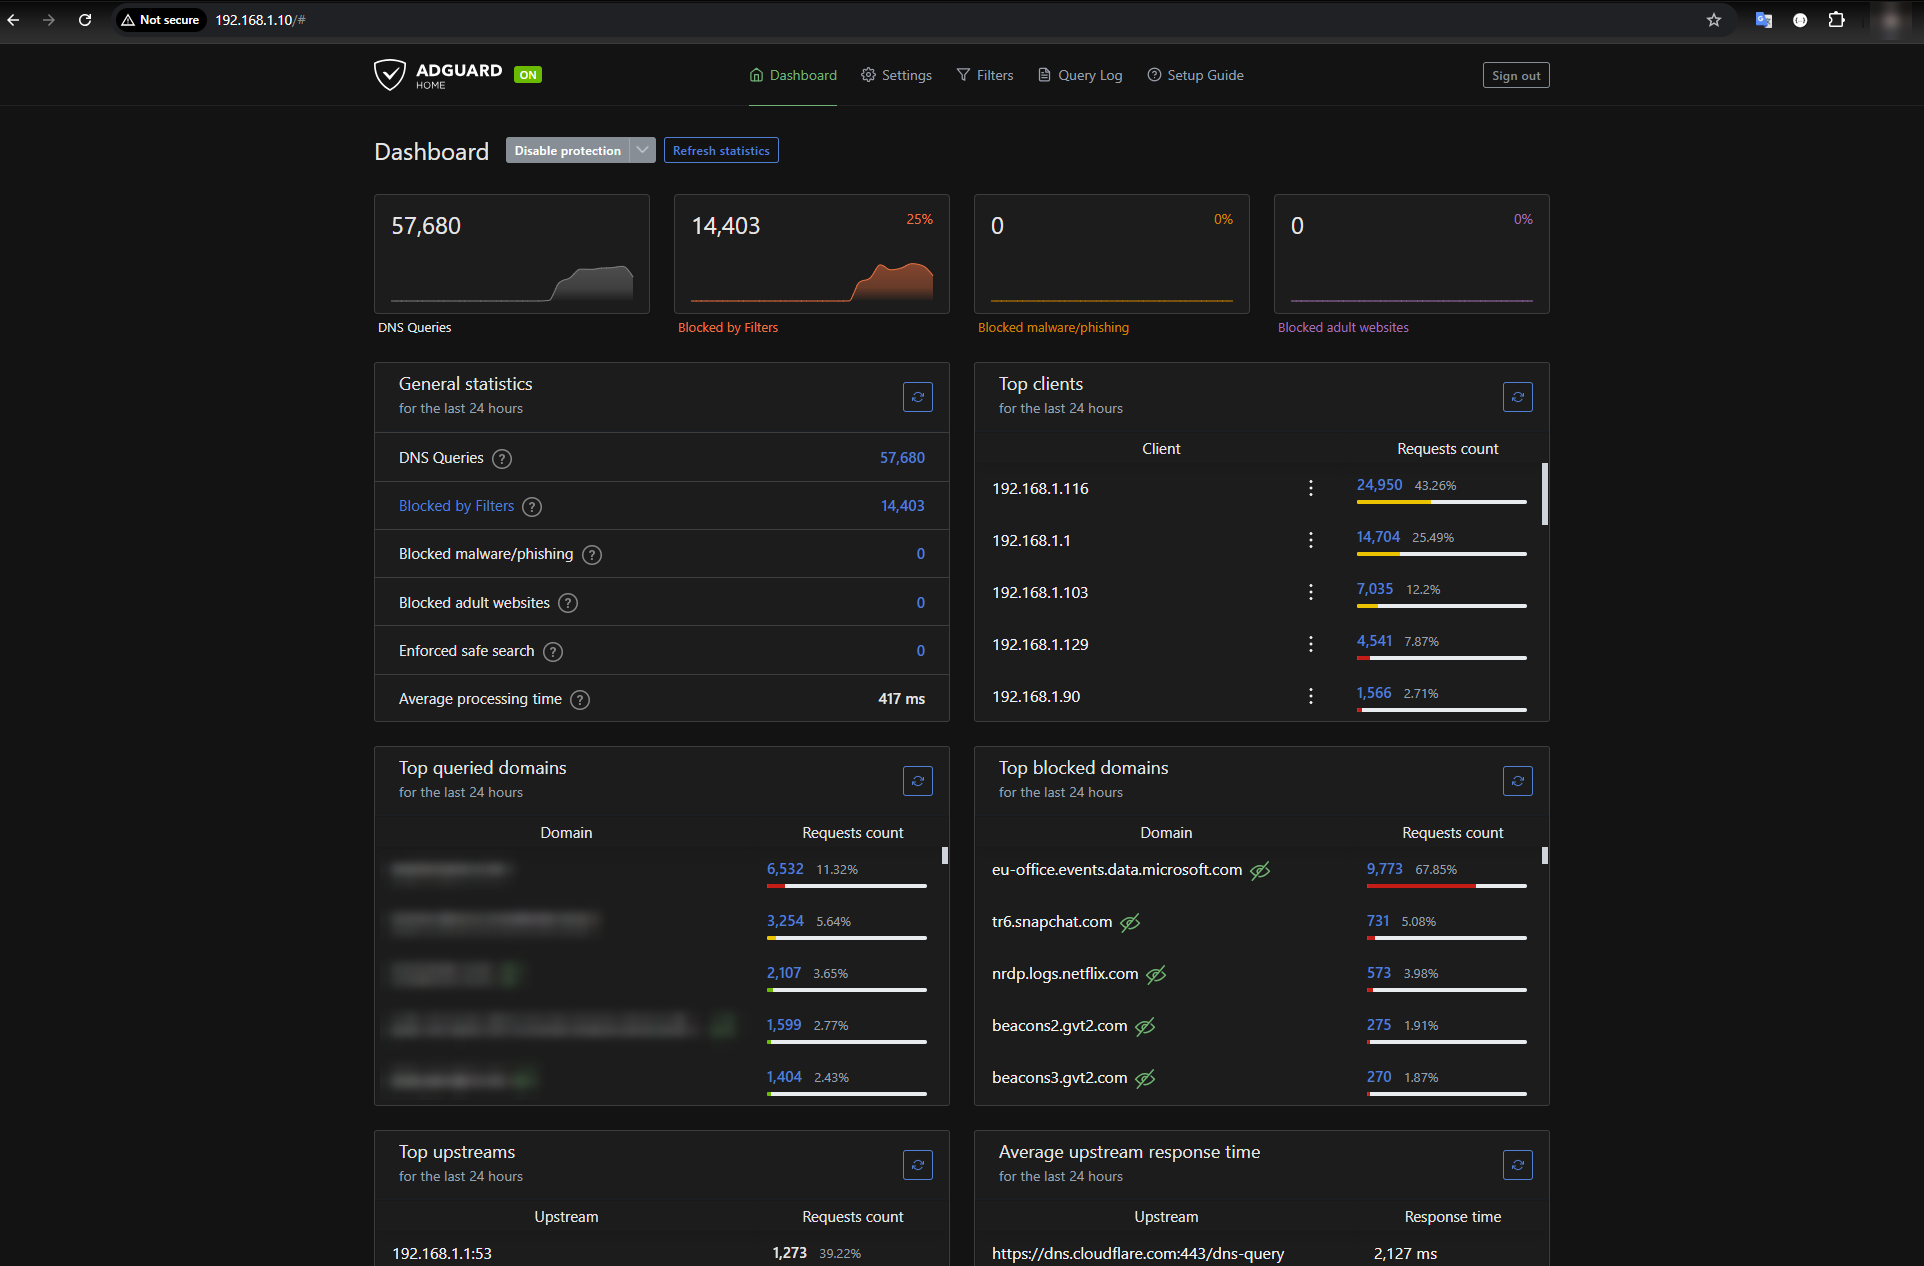 Not secure 192.168.1.10/#
ADGUARD
HOME
ON
Dashboard Settings Filters Query Log Setup Guide
Sign out
Dashboard Disable protection Refresh statistics
57,680
DNS Queries
14,403 25%
Blocked by Filters
0 0%
Blocked malware/phishing
0 0%
Blocked adult websites
General statistics
for the last 24 hours
DNS Queries ? 57,680
Blocked by Filters ? 14,403
Blocked malware/phishing ? 0
Blocked adult websites ? 0
Enforced safe search ? 0
Average processing time ? 417 ms
Top clients
for the last 24 hours
Client Requests count
192.168.1.116 24,950 43.26%
192.168.1.1 14,704 25.49%
192.168.1.103 7,035 12.2%
192.168.1.129 4,541 7.87%
192.168.1.90 1,566 2.71%
Top queried domains
for the last 24 hours
Domain Requests count
6,532 11.32%
3,254 5.64%
2,107 3.65%
1,599 2.77%
1,404 2.43%
Top blocked domains
for the last 24 hours
Domain Requests count
eu-office.events.data.microsoft.com 9,773 67.85%
tr6.snapchat.com 731 5.08%
nrdp.logs.netflix.com 573 3.98%
beacons2.gvt2.com 275 1.91%
beacons3.gvt2.com 270 1.87%
Top upstreams
for the last 24 hours
Upstream Requests count
192.168.1.1:53 1,273 39.22%
Average upstream response time
for the last 24 hours
Upstream Response time
https://dns.cloudflare.com:443/dns-query 2,127 ms